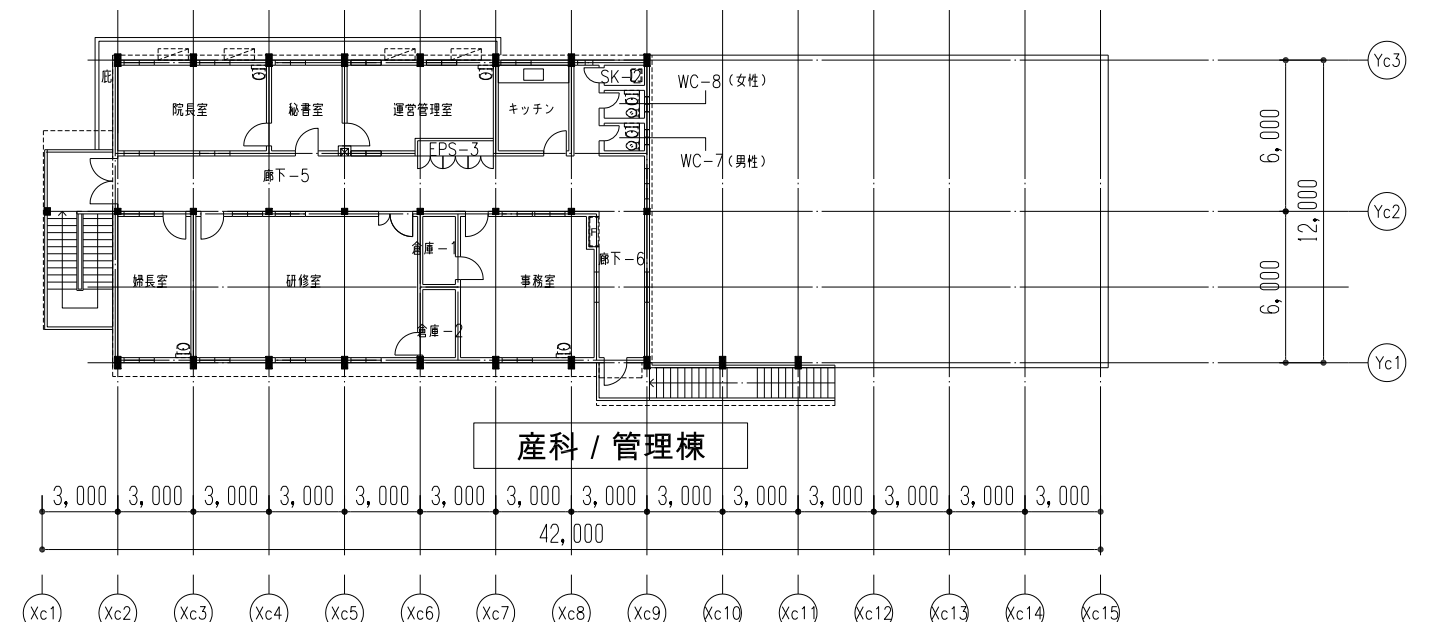 Yc3
庇
SK-2
WC-8(女性)
院長室
秘書室
運営管理室
キッチン
6,000
EPS-3
WC-7(男性)
廊下-5
12,000
Yc2
倉庫-1
廊下-6
婦長室
研修室
事務室
6,000
倉庫-2
Yc1
産科 / 管理棟
3,000 3,000 3,000 3,000 3,000 3,000 3,000 3,000 3,000 3,000 3,000 3,000 3,000 3,000
42,000
Xc1 Xc2 Xc3 Xc4 Xc5 Xc6 Xc7 Xc8 Xc9 Xc10 Xc11 Xc12 Xc13 Xc14 Xc15